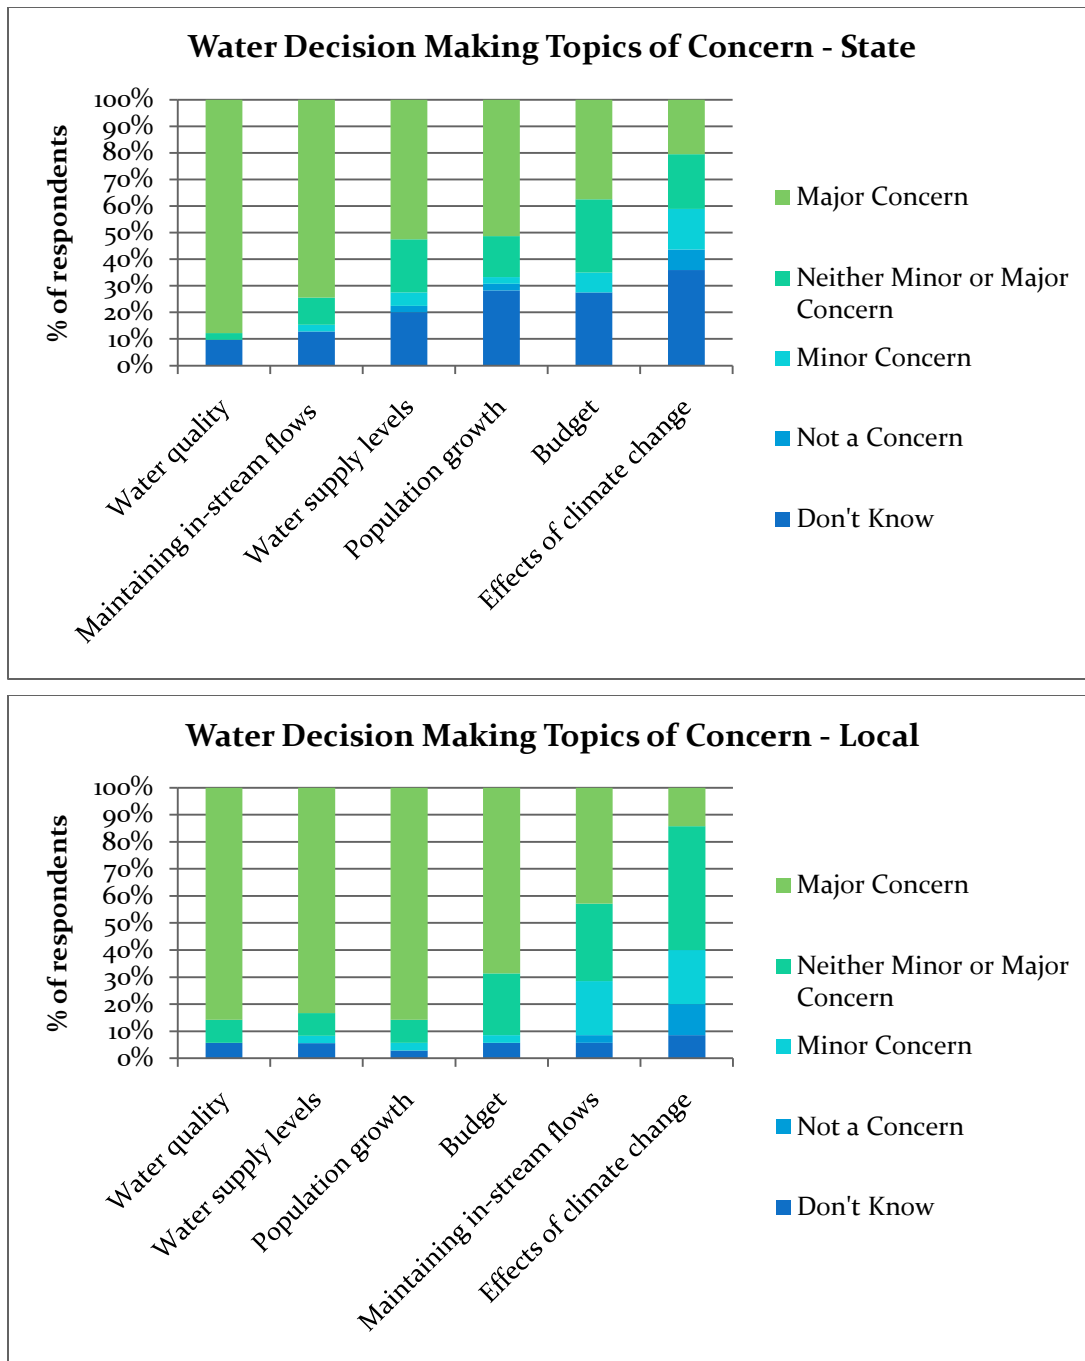 Water Decision Making Topics of Concern - State
% of respondents
100%
90%
80%
70%
60%
50%
40%
30%
20%
10%
0%
Water quality
Maintaining in-stream flows
Water supply levels
Population growth
Budget
Effects of climate change
Major Concern
Neither Minor or Major
Concern
Minor Concern
Not a Concern
Don't Know
Water Decision Making Topics of Concern - Local
% of respondents
100%
90%
80%
70%
60%
50%
40%
30%
20%
10%
0%
Water quality
Water supply levels
Population growth
Budget
Maintaining in-stream flows
Effects of climate change
Major Concern
Neither Minor or Major
Concern
Minor Concern
Not a Concern
Don't Know